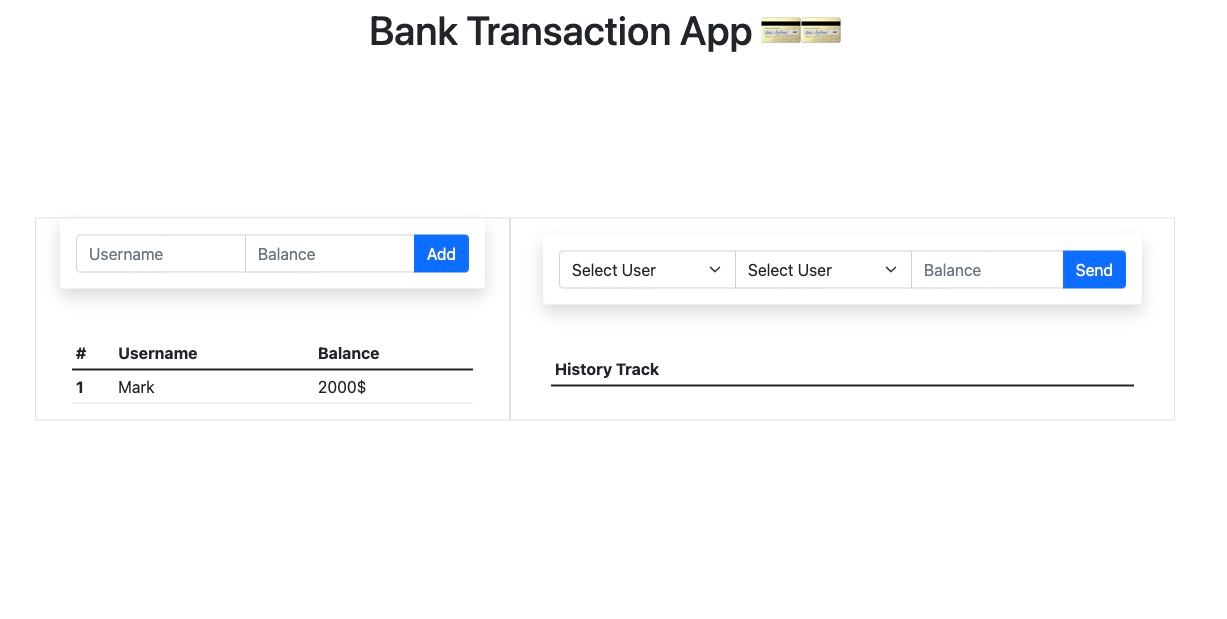 Bank Transaction App 💳💳
Username Balance Add
# Username Balance
1 Mark 2000$
Select User Select User Balance Send
History Track